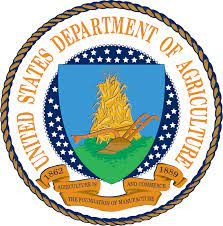 UNITED STATES DEPARTMENT OF AGRICULTURE
1862
1889
AGRICULTURE IS
AND COMMERCE
THE FOUNDATION OF MANUFACTURE